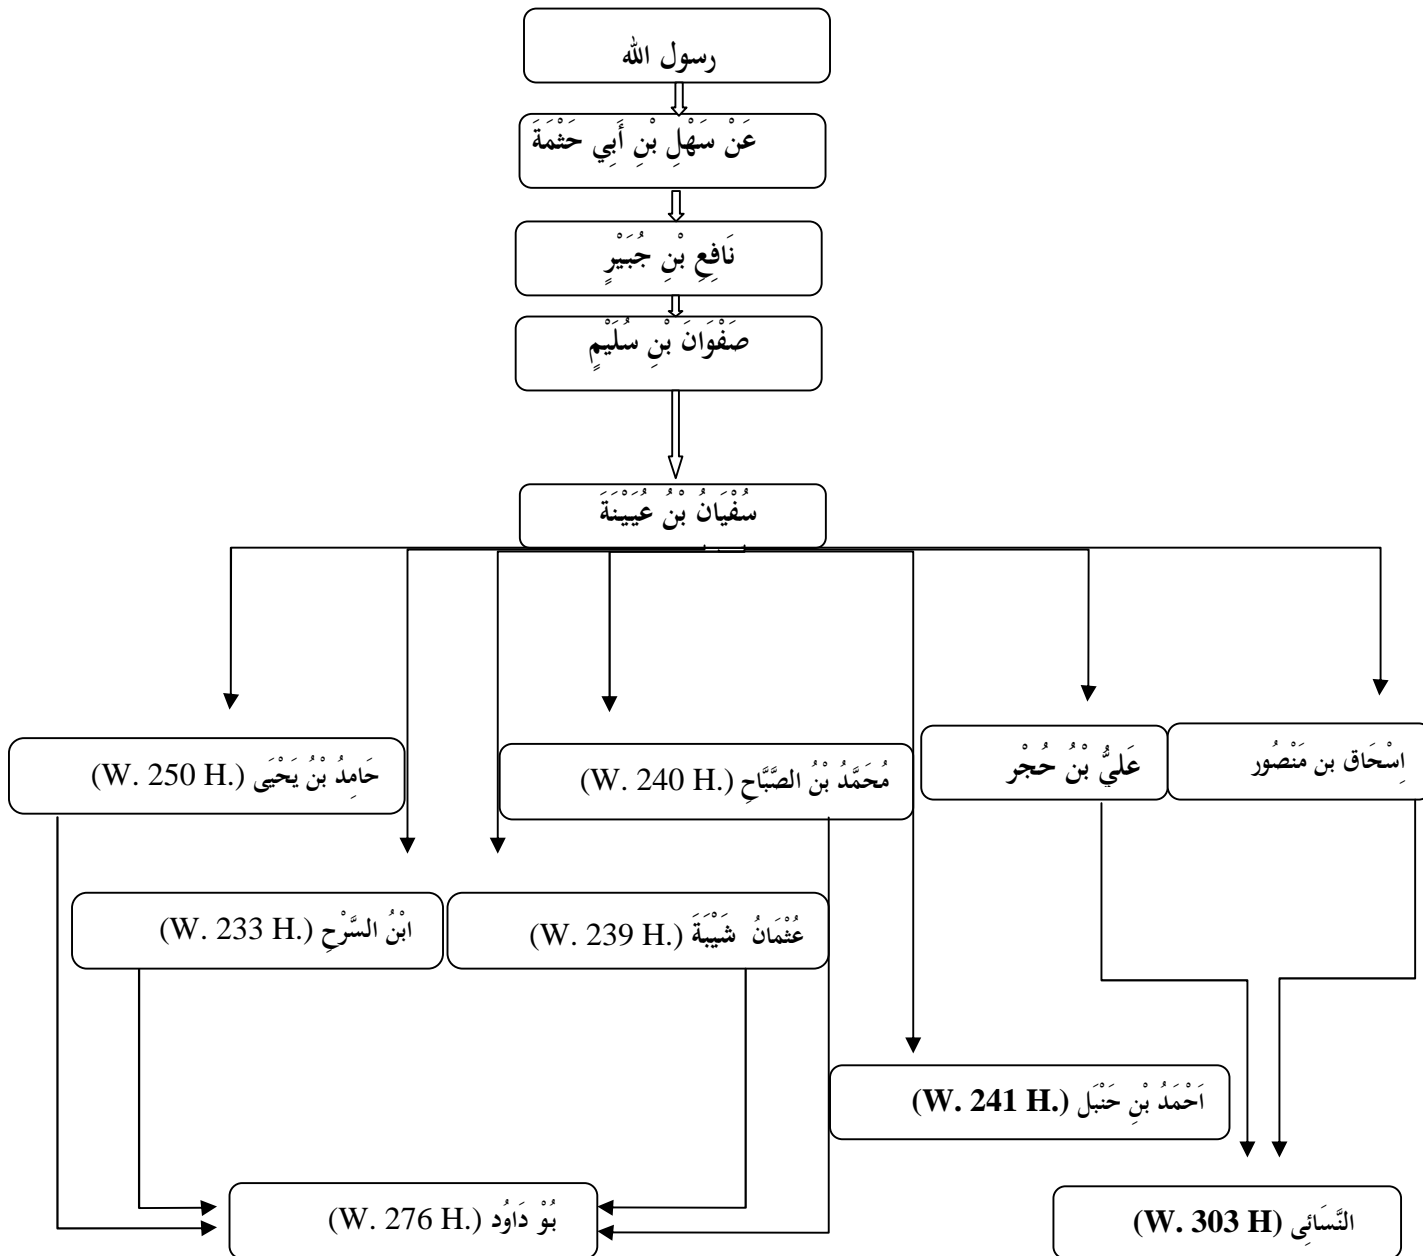 رسول الله
عَنْ سَهْلِ بْنِ أَبِي حَثْمَةَ
نَافِعِ بْنِ جُبَيْرٍ
صَفْوَانَ بْنِ سُلَيْمٍ
سُفْيَانُ بْنُ عُيَيْنَةَ
اِسْحَاق بن مَنْصُور
عَليُّ بْنُ حُجْر
مُحَمَّدُ بْنُ الصَّبَّاحِ (W. 240 H.)
حَامِدُ بْنُ يَحْيَى (W. 250 H.)
عُثْمَانُ شَيْبَةَ (W. 239 H.)
ابْنُ السَّرْحِ (W. 233 H.)
اَحْمَدُ بْنِ حَنْبَل (W. 241 H.)
النَّسَائِى (W. 303 H)
بُوْ دَاوُد (W. 276 H.)